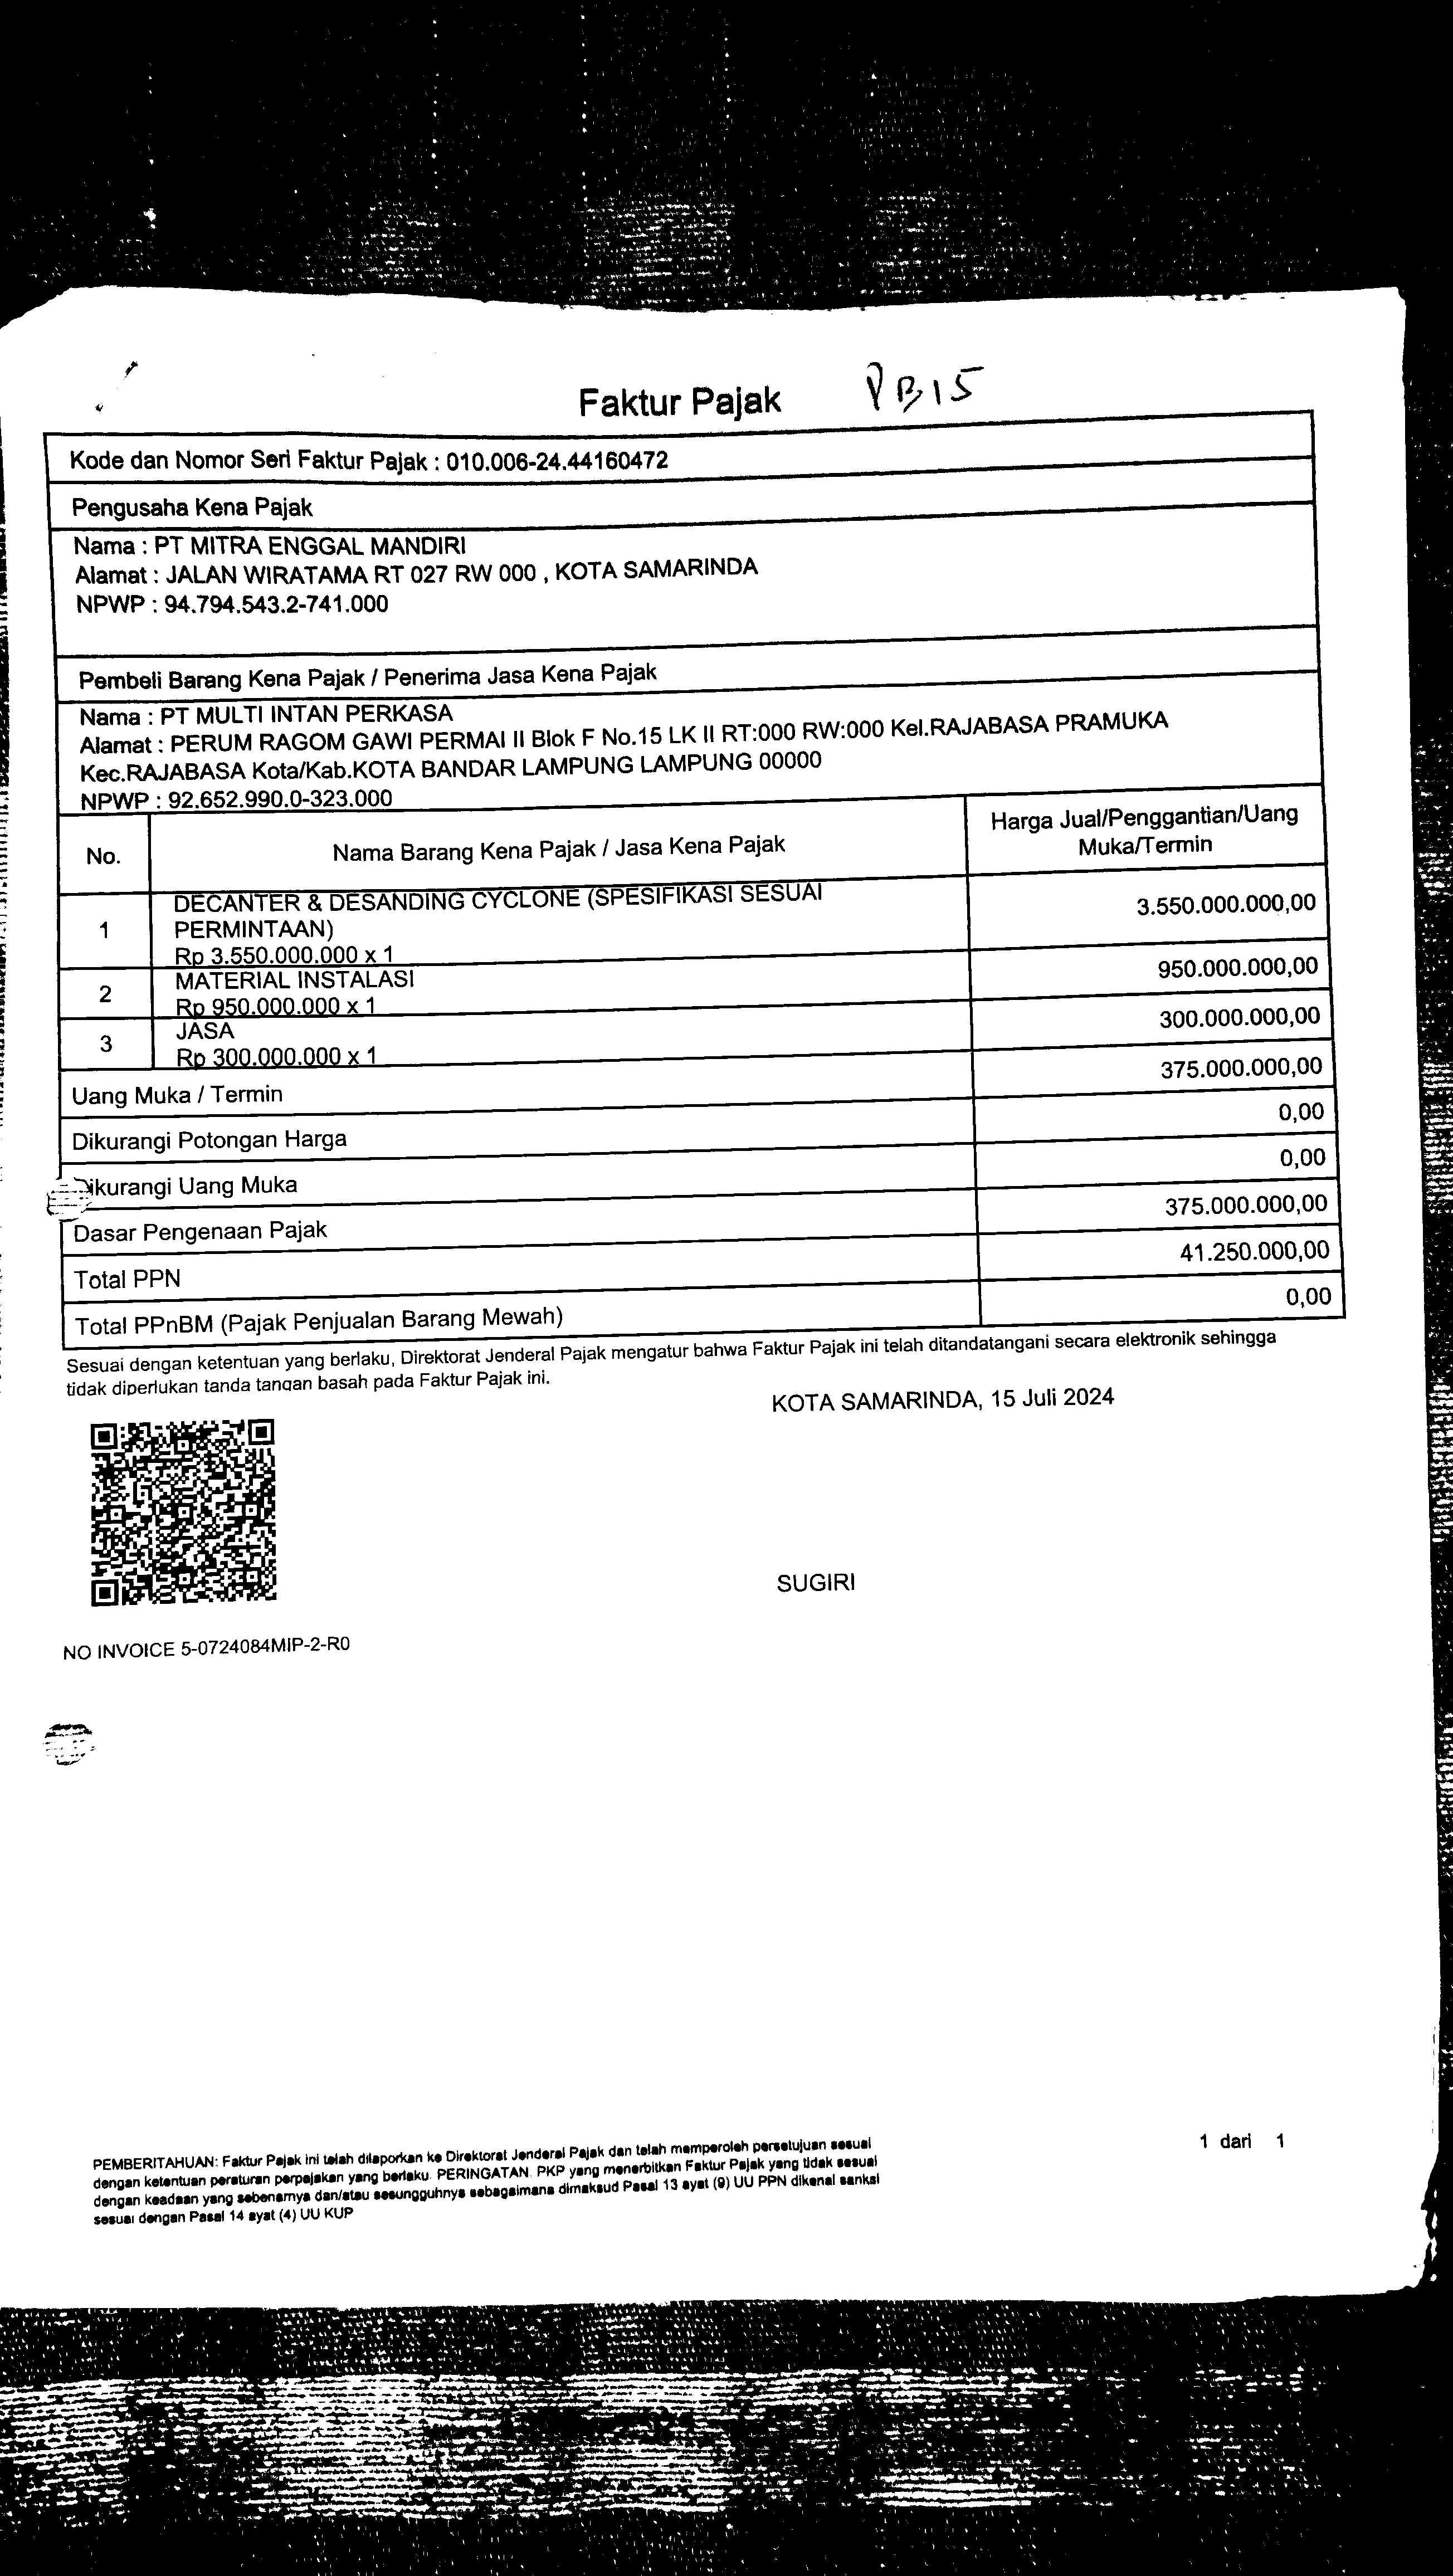 Faktur Pajak PB15
Kode dan Nomor Seri Faktur Pajak : 010.006-24.44160472
Pengusaha Kena Pajak
Nama : PT MITRA ENGGAL MANDIRI
Alamat : JALAN WIRATAMA RT 027 RW 000 , KOTA SAMARINDA
NPWP : 94.794.543.2-741.000
Pembeli Barang Kena Pajak / Penerima Jasa Kena Pajak
Nama : PT MULTI INTAN PERKASA
Alamat : PERUM RAGOM GAWI PERMAI II Blok F No.15 LK II RT:000 RW:000 Kel.RAJABASA PRAMUKA
Kec.RAJABASA Kota/Kab.KOTA BANDAR LAMPUNG LAMPUNG 00000
NPWP : 92.652.990.0-323.000
No. Nama Barang Kena Pajak / Jasa Kena Pajak Harga Jual/Penggantian/Uang
Muka/Termin
1 DECANTER & DESANDING CYCLONE (SPESIFIKASI SESUAI 3.550.000.000,00
PERMINTAAN)
Rp 3.550.000.000 x 1
2 MATERIAL INSTALASI 950.000.000,00
Rp 950.000.000 x 1
3 JASA 300.000.000,00
Rp 300.000.000 x 1
Uang Muka / Termin 375.000.000,00
Dikurangi Potongan Harga 0,00
Dikurangi Uang Muka 0,00
Dasar Pengenaan Pajak 375.000.000,00
Total PPN 41.250.000,00
Total PPnBM (Pajak Penjualan Barang Mewah) 0,00
Sesuai dengan ketentuan yang berlaku, Direktorat Jenderal Pajak mengatur bahwa Faktur Pajak ini telah ditandatangani secara elektronik sehingga
tidak diperlukan tanda tangan basah pada Faktur Pajak ini.
KOTA SAMARINDA, 15 Juli 2024
SUGIRI
NO INVOICE 5-0724084MIP-2-R0
PEMBERITAHUAN: Faktur Pajak ini telah dilaporkan ke Direktorat Jenderal Pajak dan telah memperoleh persetujuan sesuai
dengan ketentuan peraturan perpajakan yang berlaku. PERINGATAN: PKP yang menerbitkan Faktur Pajak yang tidak sesuai
dengan keadaan yang sebenarnya dan/atau sesungguhnya sebagaimana dimaksud Pasal 13 ayat (9) UU PPN dikenai sanksi
sesuai dengan Pasal 14 ayat (4) UU KUP
1 dari 1